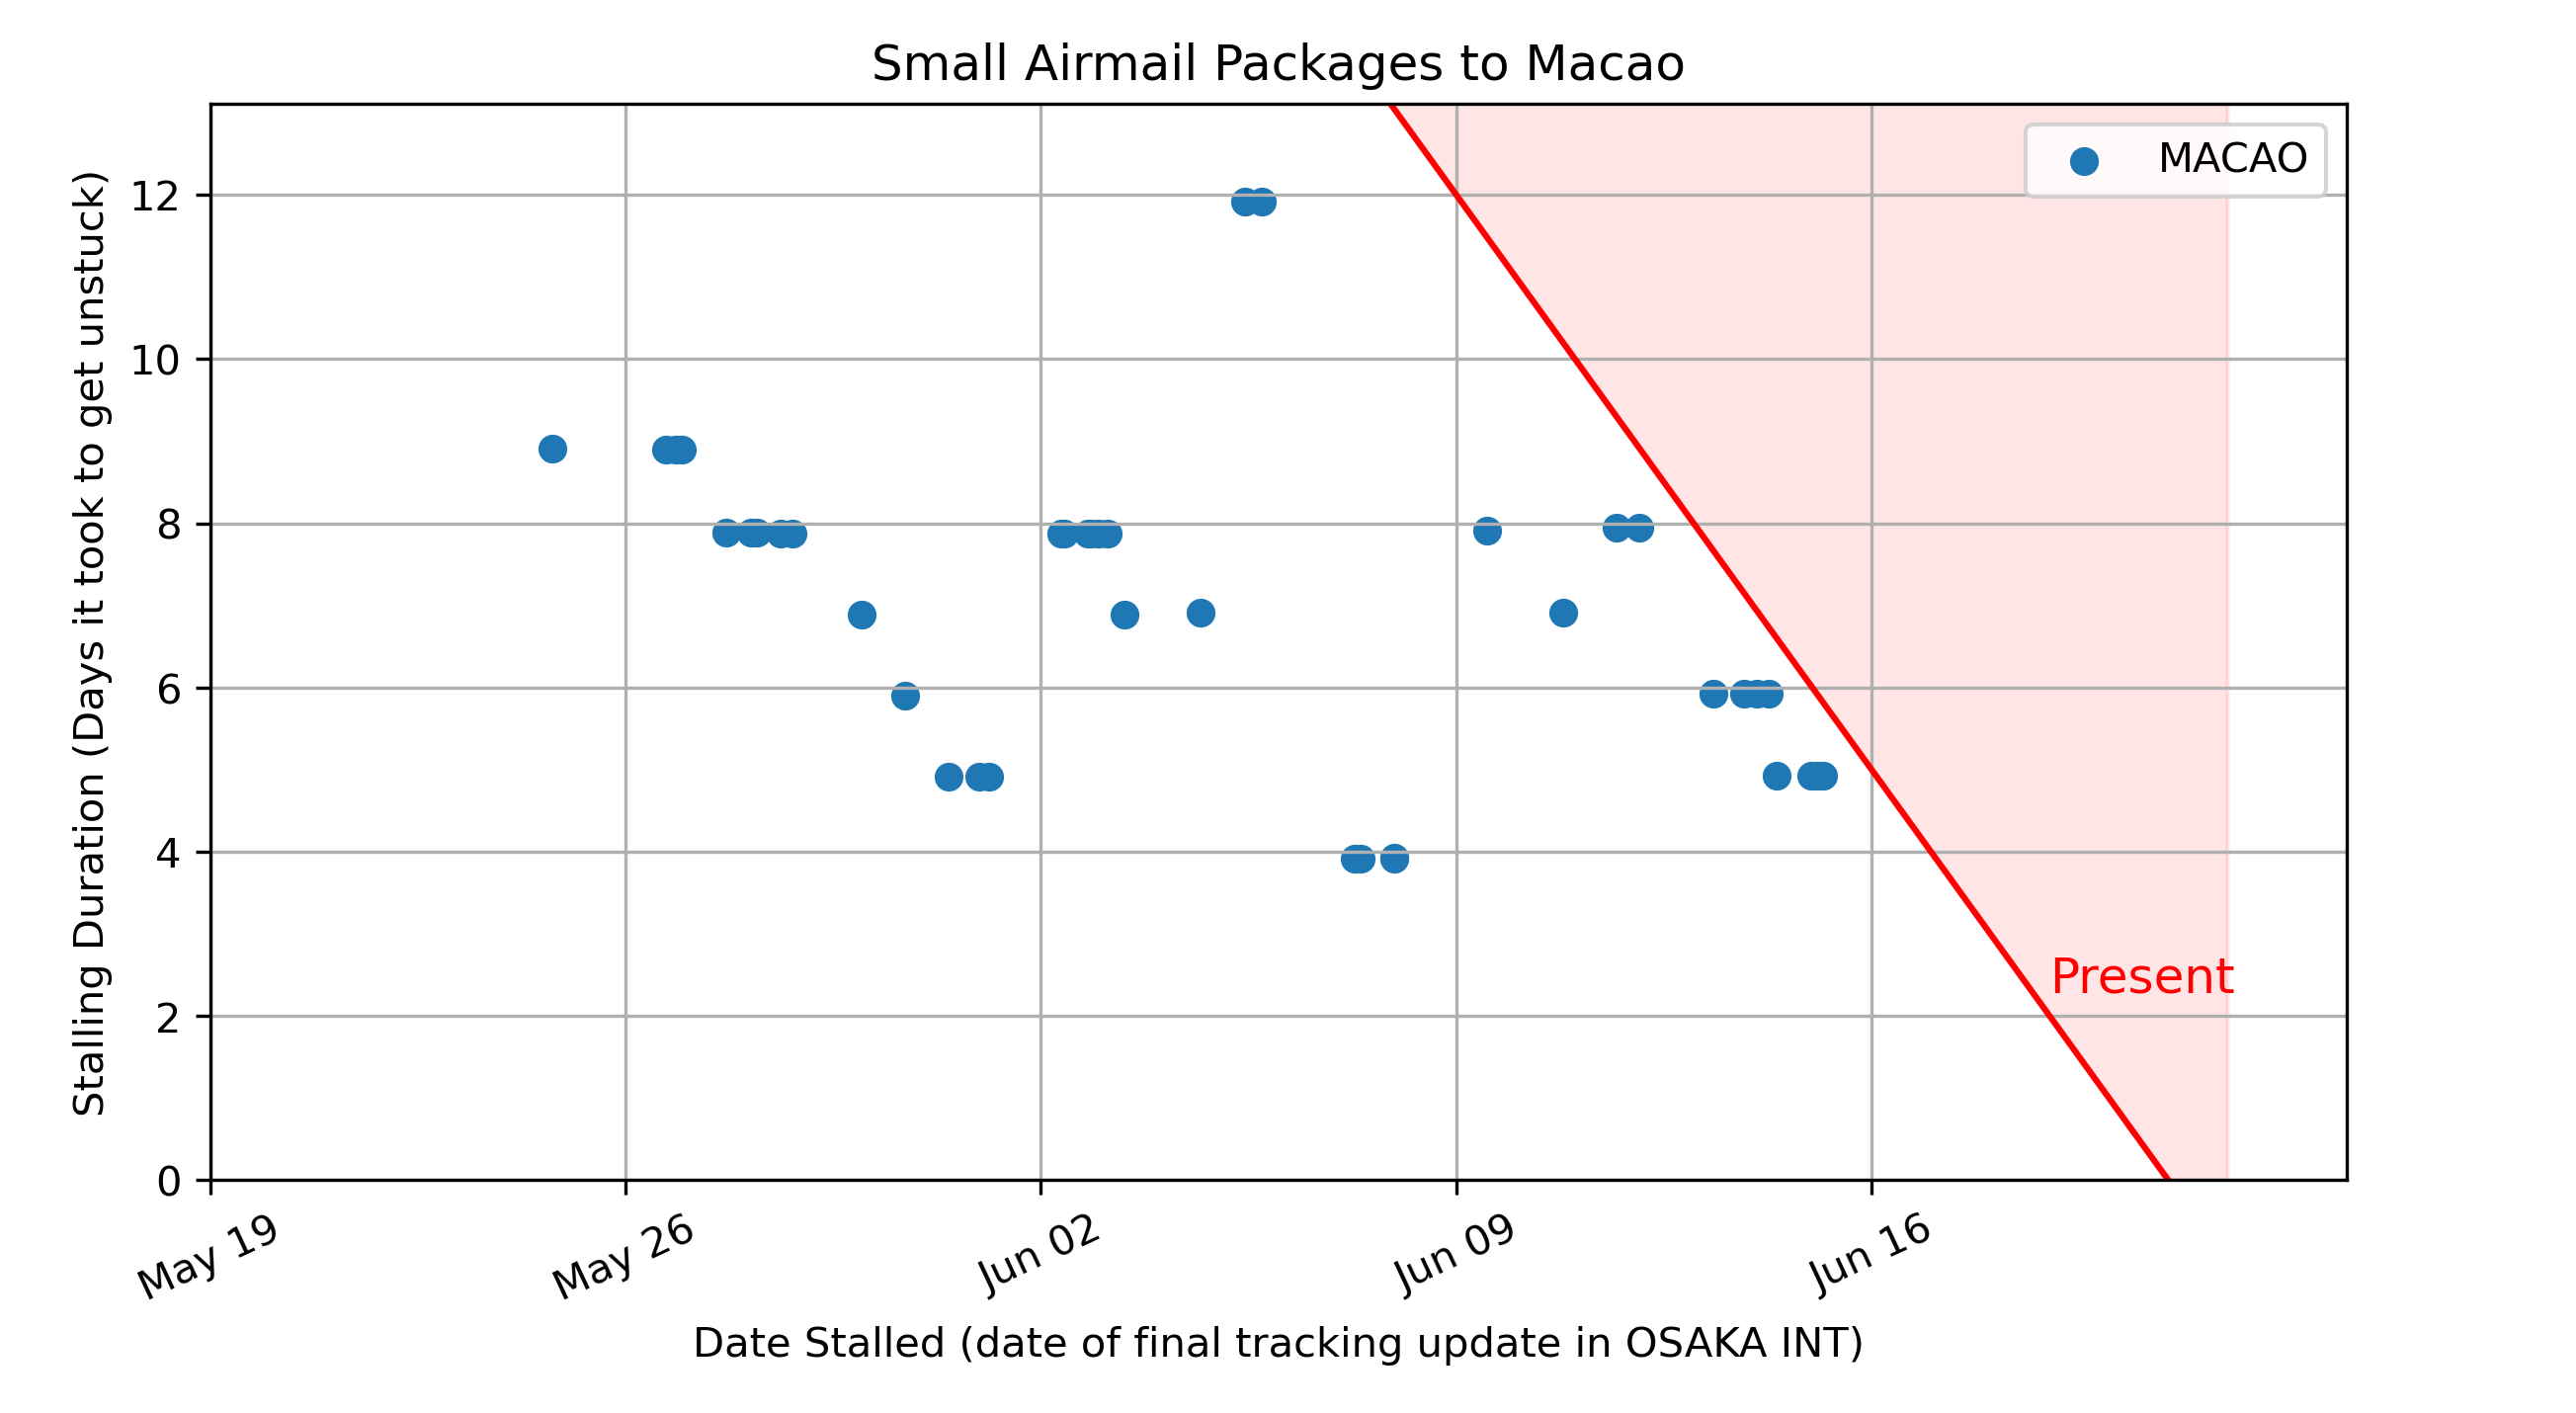 Small Airmail Packages to Macao
MACAO
Stalling Duration (Days it took to get unstuck)
12
10
8
6
4
2
0
Present
May 19
May 26
Jun 02
Jun 09
Jun 16
Date Stalled (date of final tracking update in OSAKA INT)